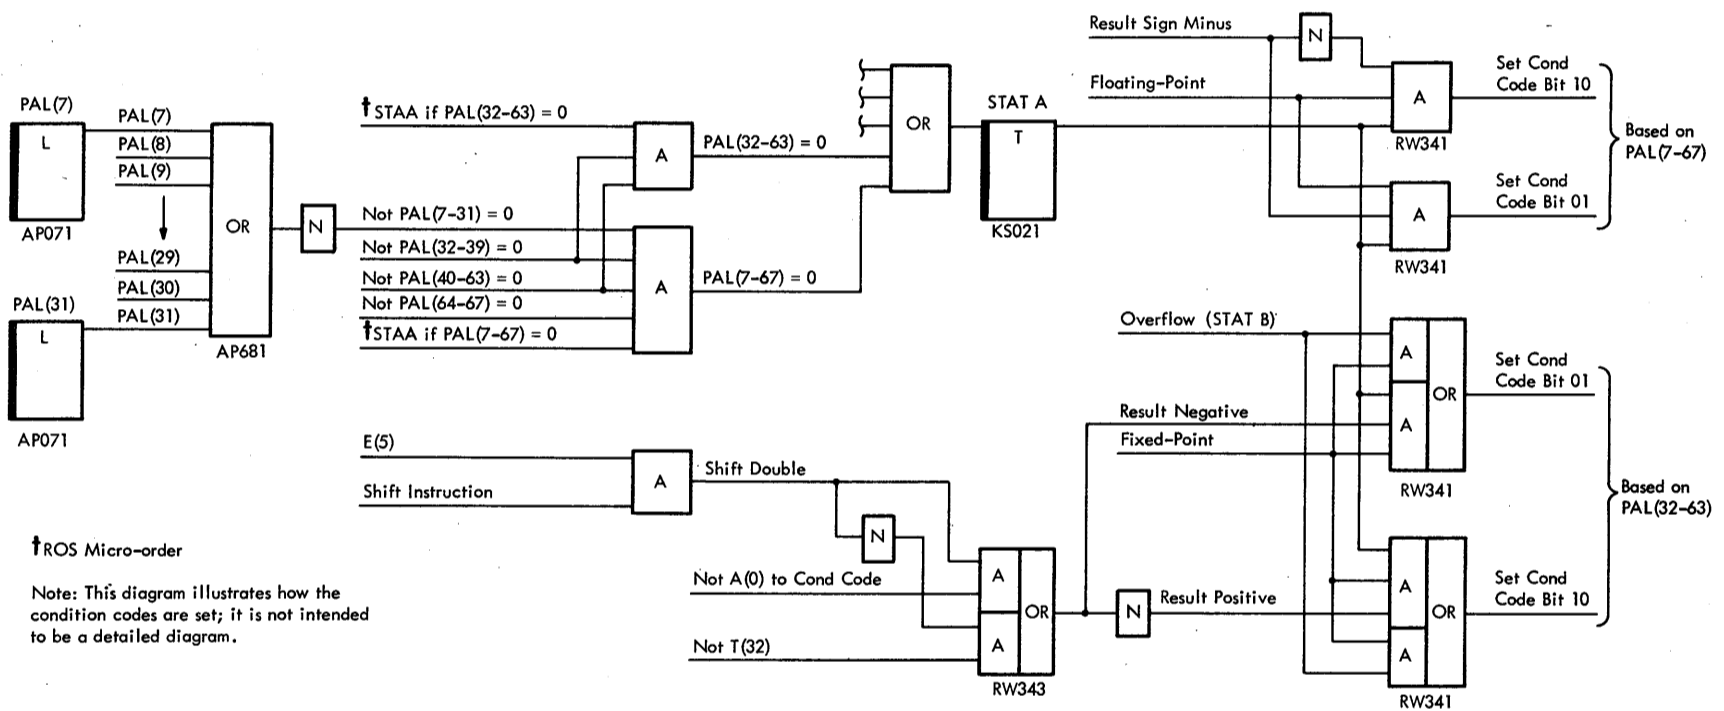 PAL(7)
L
AP071
PAL(7)
PAL(8)
PAL(9)
PAL(29)
PAL(30)
PAL(31)
PAL(31)
L
AP071
OR
AP681
N
†STAA if PAL(32-63) = 0
Not PAL(7-31) = 0
Not PAL(32-39) = 0
Not PAL(40-63) = 0
Not PAL(64-67) = 0
†STAA if PAL(7-67) = 0
A
PAL(32-63) = 0
A
PAL(7-67) = 0
OR
STAT A
T
KS021
Result Sign Minus
N
Floating-Point
A
RW341
Set Cond
Code Bit 10
A
RW341
Set Cond
Code Bit 01
Based on
PAL(7-67)
Overflow (STAT B)
Result Negative
Fixed-Point
A
A
OR
RW341
Set Cond
Code Bit 01
E(5)
Shift Instruction
A
Shift Double
N
Not A(0) to Cond Code
Not T(32)
A
A
OR
RW343
N
Result Positive
A
A
OR
RW341
Set Cond
Code Bit 10
Based on
PAL(32-63)
†ROS Micro-order
Note: This diagram illustrates how the
condition codes are set; it is not intended
to be a detailed diagram.